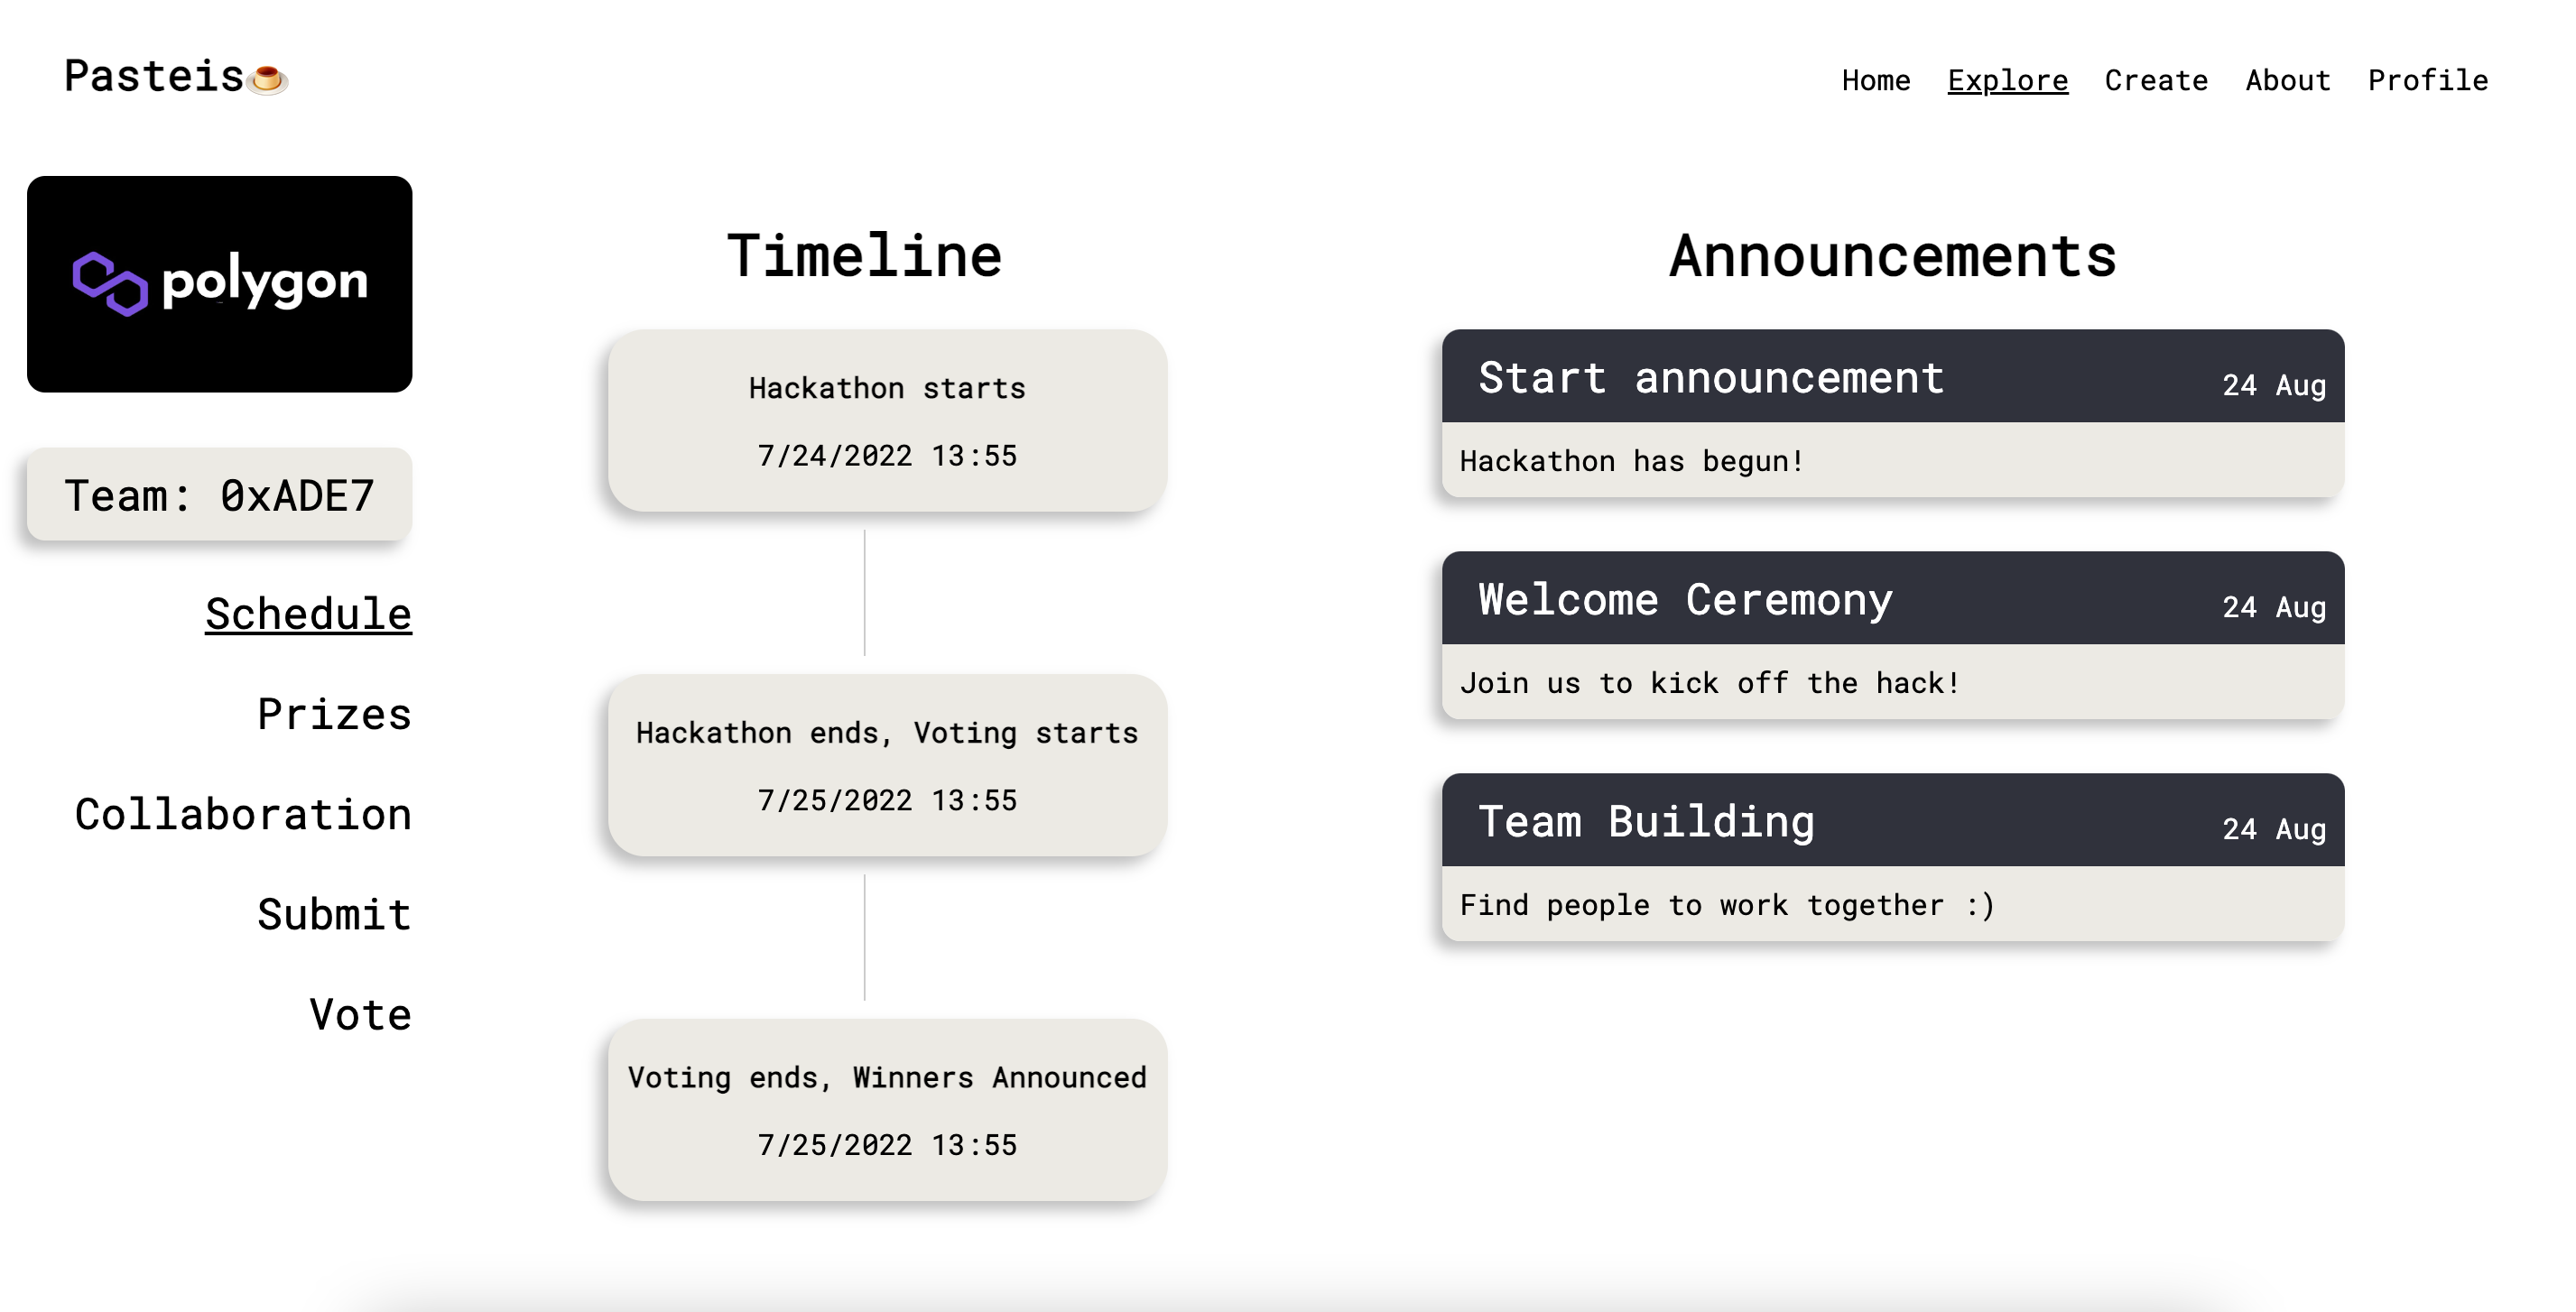 Pasteis🍮
Home Explore Create About Profile
polygon
Team: 0xADE7
Schedule
Prizes
Collaboration
Submit
Vote
Timeline
Hackathon starts
7/24/2022 13:55
Hackathon ends, Voting starts
7/25/2022 13:55
Voting ends, Winners Announced
7/25/2022 13:55
Announcements
Start announcement 24 Aug
Hackathon has begun!
Welcome Ceremony 24 Aug
Join us to kick off the hack!
Team Building 24 Aug
Find people to work together :)